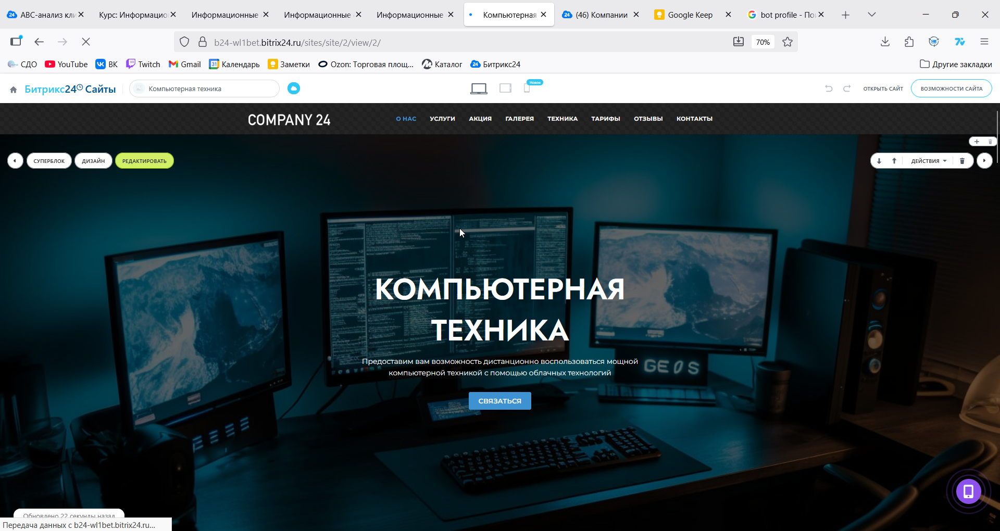 ABC-анализ кли
Курс: Информацио
Информационные
Информационные
Информационные
Компьютерная
(46) Компании
Google Keep
bot profile - По
b24-wl1bet.bitrix24.ru/sites/site/2/view/2/
70%
СДО
YouTube
ВК
Twitch
Gmail
Календарь
Заметки
Ozon: Торговая площ...
Каталог
Битрикс24
Другие закладки
Битрикс24 Сайты
Компьютерная техника
Новое
ОТКРЫТЬ САЙТ
ВОЗМОЖНОСТИ САЙТА
COMPANY 24
О НАС
УСЛУГИ
АКЦИЯ
ГАЛЕРЕЯ
ТЕХНИКА
ТАРИФЫ
ОТЗЫВЫ
КОНТАКТЫ
СУПЕРБЛОК
ДИЗАЙН
РЕДАКТИРОВАТЬ
ДЕЙСТВИЯ
КОМПЬЮТЕРНАЯ
ТЕХНИКА
Предоставим вам возможность дистанционно воспользоваться мощной
компьютерной техникой с помощью облачных технологий
GEOS
СВЯЗАТЬСЯ
Обновлено 22 секунды назад
Передача данных с b24-wl1bet.bitrix24.ru...